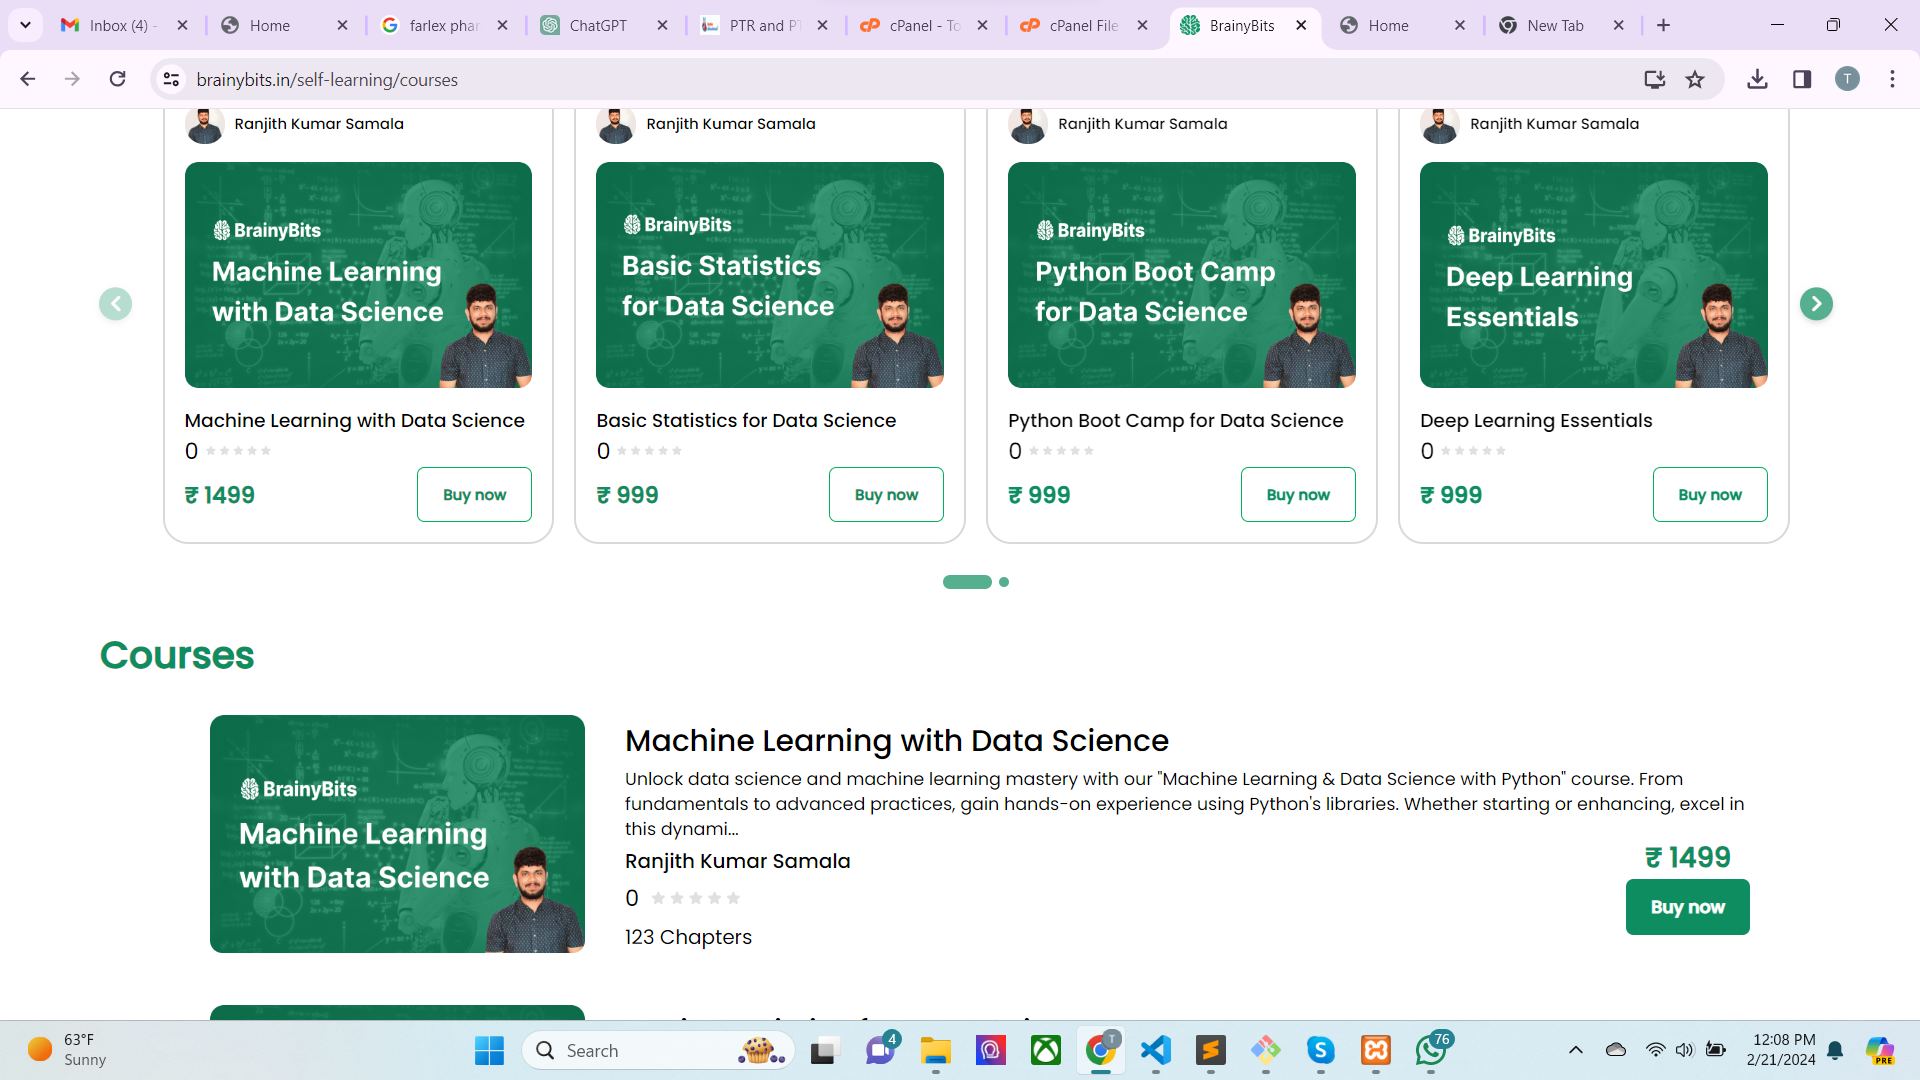 Inbox (4) -
Home
farlex phar
ChatGPT
PTR and PT
cPanel - To
cPanel File
BrainyBits
Home
New Tab
brainybits.in/self-learning/courses
T
Ranjith Kumar Samala
Ranjith Kumar Samala
Ranjith Kumar Samala
Ranjith Kumar Samala
BrainyBits
Machine Learning
with Data Science
BrainyBits
Basic Statistics
for Data Science
BrainyBits
Python Boot Camp
for Data Science
BrainyBits
Deep Learning
Essentials
Machine Learning with Data Science
0
₹ 1499
Buy now
Basic Statistics for Data Science
0
₹ 999
Buy now
Python Boot Camp for Data Science
0
₹ 999
Buy now
Deep Learning Essentials
0
₹ 999
Buy now
Courses
BrainyBits
Machine Learning
with Data Science
Machine Learning with Data Science
Unlock data science and machine learning mastery with our "Machine Learning & Data Science with Python" course. From
fundamentals to advanced practices, gain hands-on experience using Python's libraries. Whether starting or enhancing, excel in
this dynami...
Ranjith Kumar Samala
0
123 Chapters
₹ 1499
Buy now
63°F
Sunny
Search
4
T
76
12:08 PM
2/21/2024
PRE